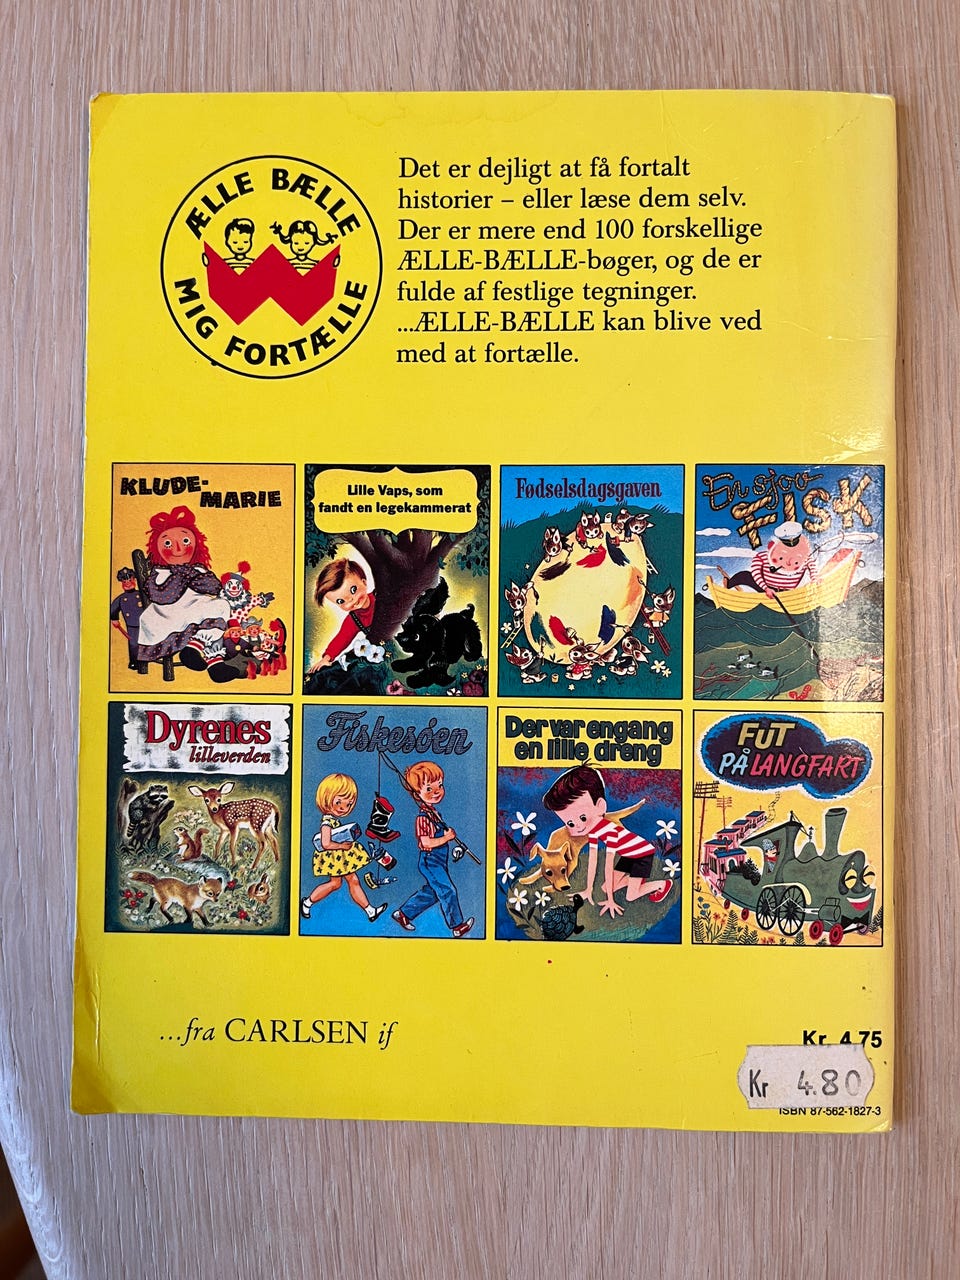 ÆLLE BÆLLE
MIG FORTÆLLE
Det er dejligt at få fortalt
historier – eller læse dem selv.
Der er mere end 100 forskellige
ÆLLE-BÆLLE-bøger, og de er
fulde af festlige tegninger.
...ÆLLE-BÆLLE kan blive ved
med at fortælle.
KLUDE-
MARIE
Lille Vaps, som
fandt en legekammerat
Fødselsdagsgaven
En sjov
FISK
Dyrenes
lilleverden
Fiskesøen
Der var engang
en lille dreng
FUT
PÅ LANGFART
...fra CARLSEN if
Kr. 4,75
Kr 4.80
ISBN 87-562-1827-3